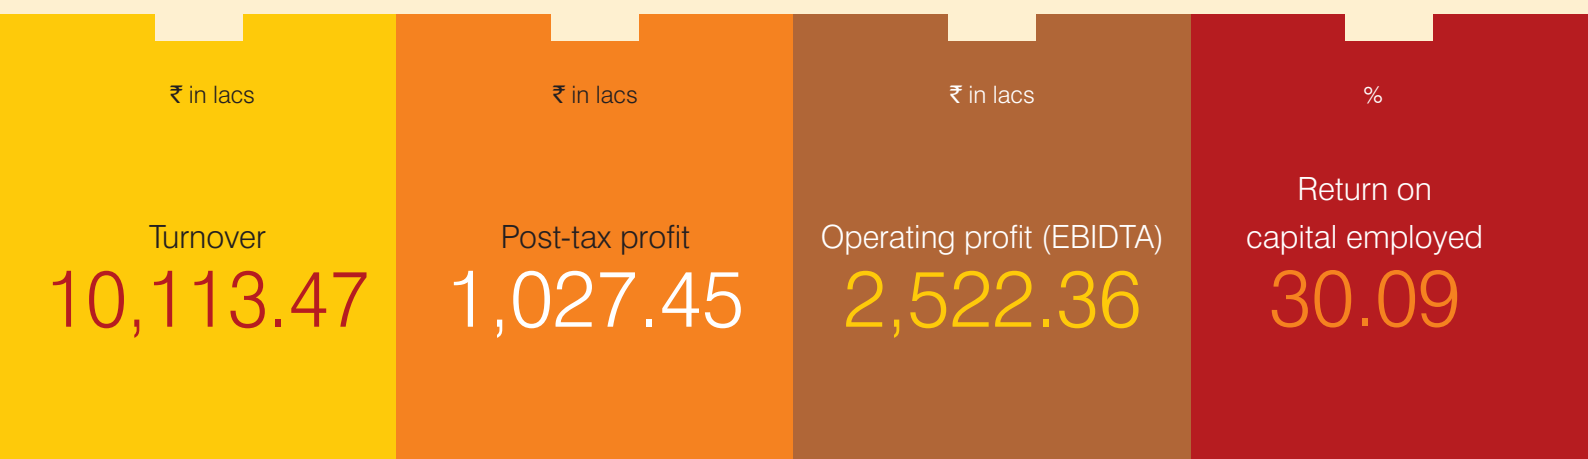 ₹ in lacs
Turnover
10,113.47
₹ in lacs
Post-tax profit
1,027.45
₹ in lacs
Operating profit (EBIDTA)
2,522.36
%
Return on
capital employed
30.09